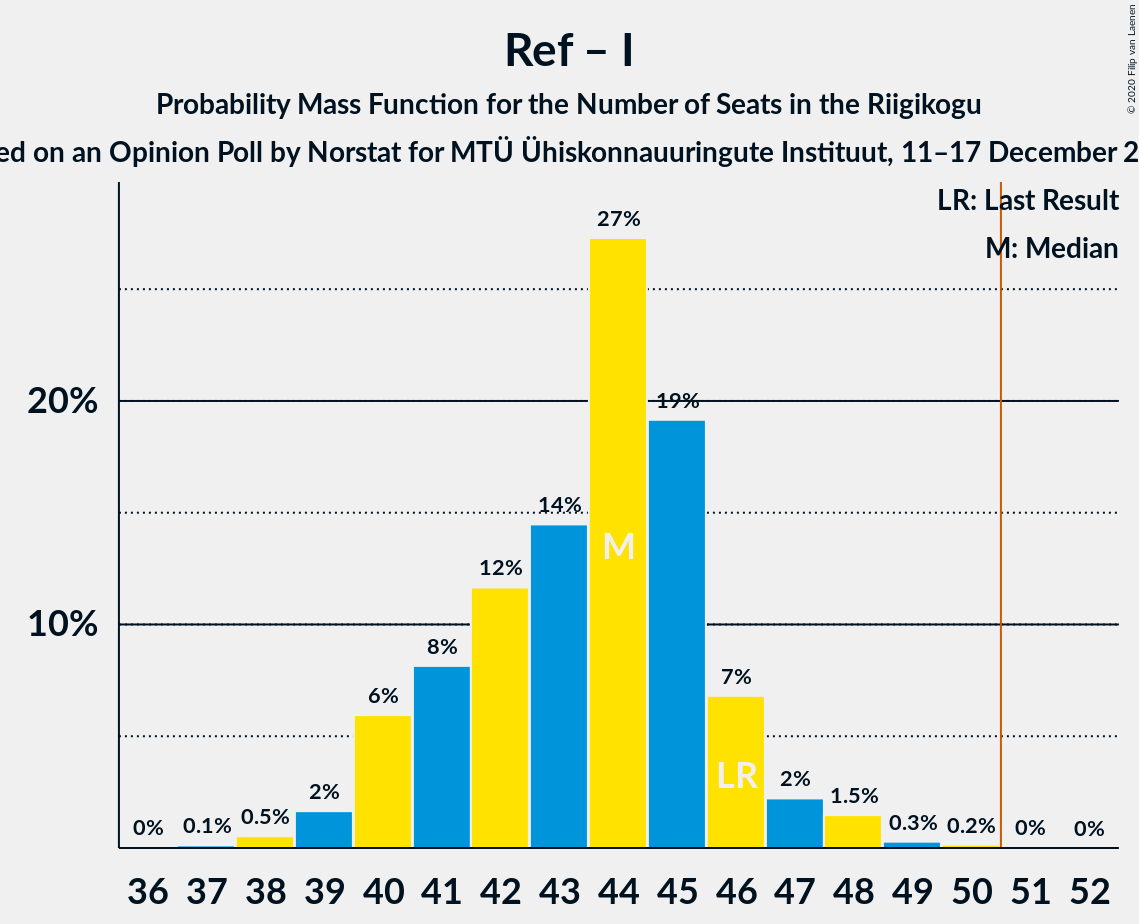 Ref – I
Probability Mass Function for the Number of Seats in the Riigikogu
ed on an Opinion Poll by Norstat for MTÜ Ühiskonnauuringute Instituut, 11–17 December 2
© 2020 Filip van Laenen
LR: Last Result
M: Median
27%
20%
19%
14%
M
12%
10%
8%
7%
6%
LR
2%
2%
1.5%
0% 0.1% 0.5% 0.3% 0.2% 0% 0%
36 37 38 39 40 41 42 43 44 45 46 47 48 49 50 51 52